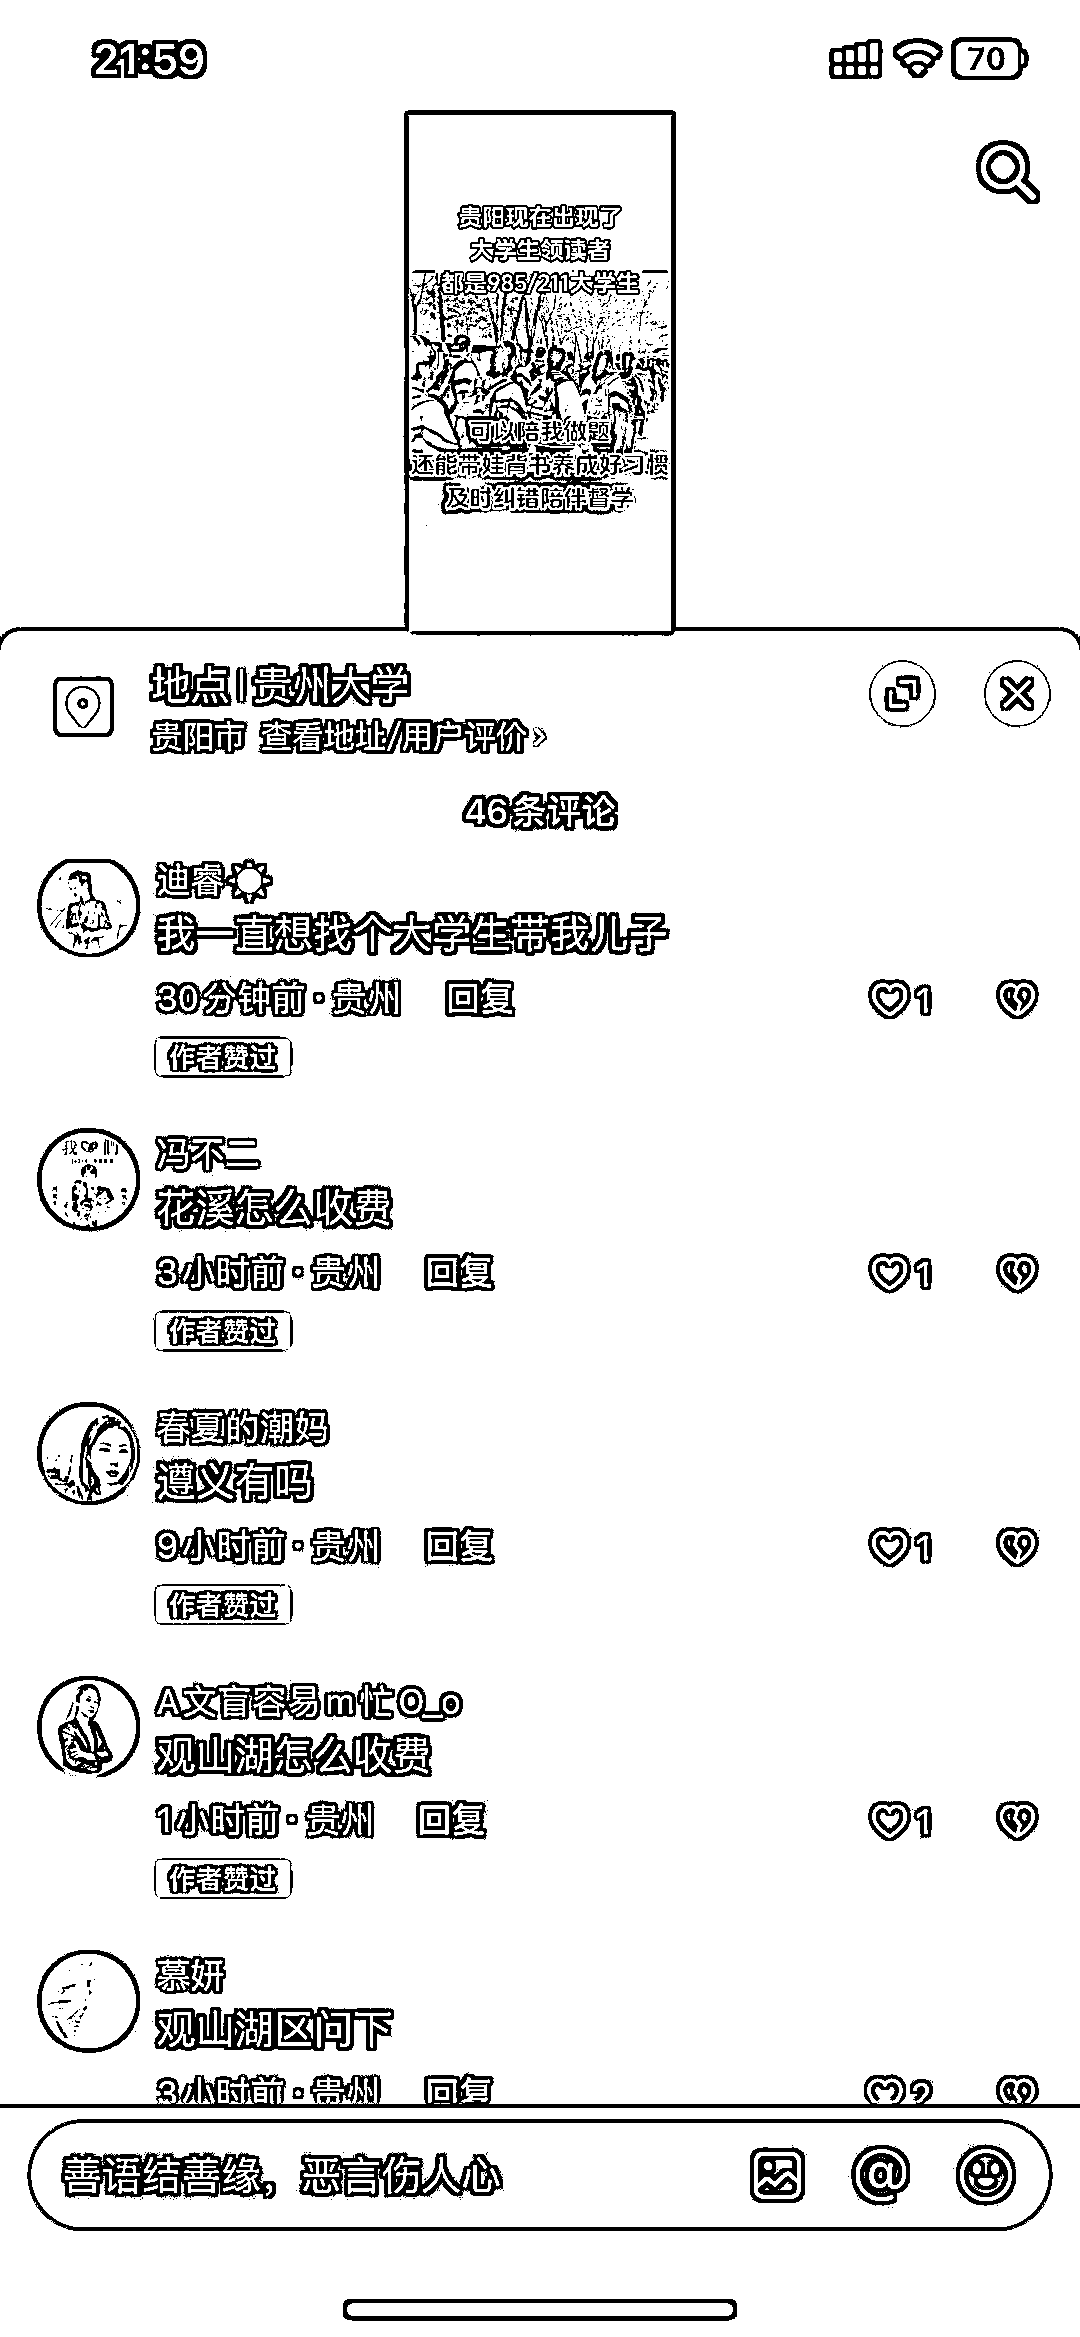 21:59
70
贵阳现在出现了
大学生领读者
都是985/211大学生
可以陪我做题
还能带娃背书养成好习惯
及时纠错陪伴督学
地点 | 贵州大学
贵阳市 查看地址/用户评价›
46条评论
迪睿
我一直想找个大学生带我儿子
30分钟前 · 贵州 回复 1
作者赞过
我 们
冯不二
花溪怎么收费
3小时前 · 贵州 回复 1
作者赞过
春夏的潮妈
遵义有吗
9小时前 · 贵州 回复 1
作者赞过
A文盲容易m忙O_o
观山湖怎么收费
1小时前 · 贵州 回复 1
作者赞过
慕妍
观山湖区问下
3小时前 · 贵州 回复 2
善语结善缘，恶言伤人心